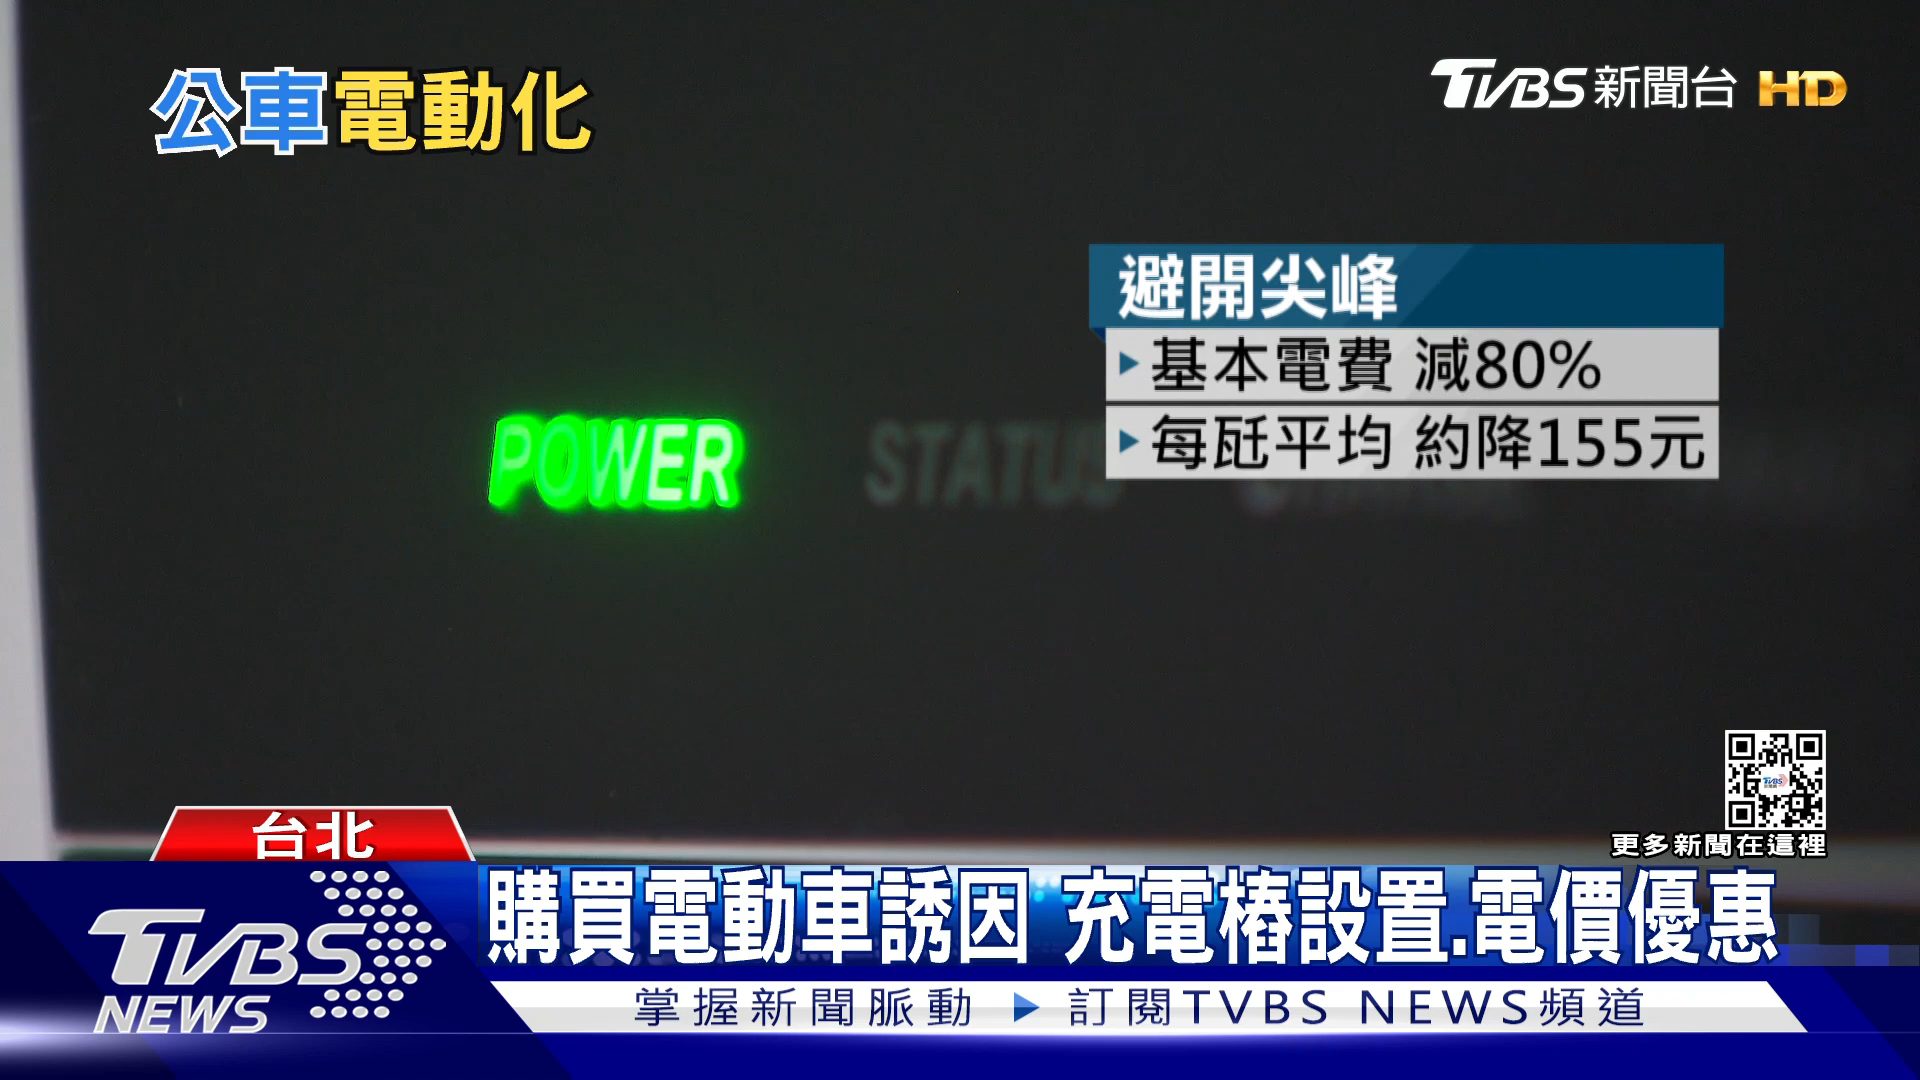 公車電動化
TVBS新聞台 HD
避開尖峰
基本電費 減80%
每瓩平均 約降155元
POWER
STATUS
更多新聞在這裡
台北
購買電動車誘因 充電樁設置.電價優惠
TVBS
NEWS
掌握新聞脈動 ▶ 訂閱TVBS NEWS頻道